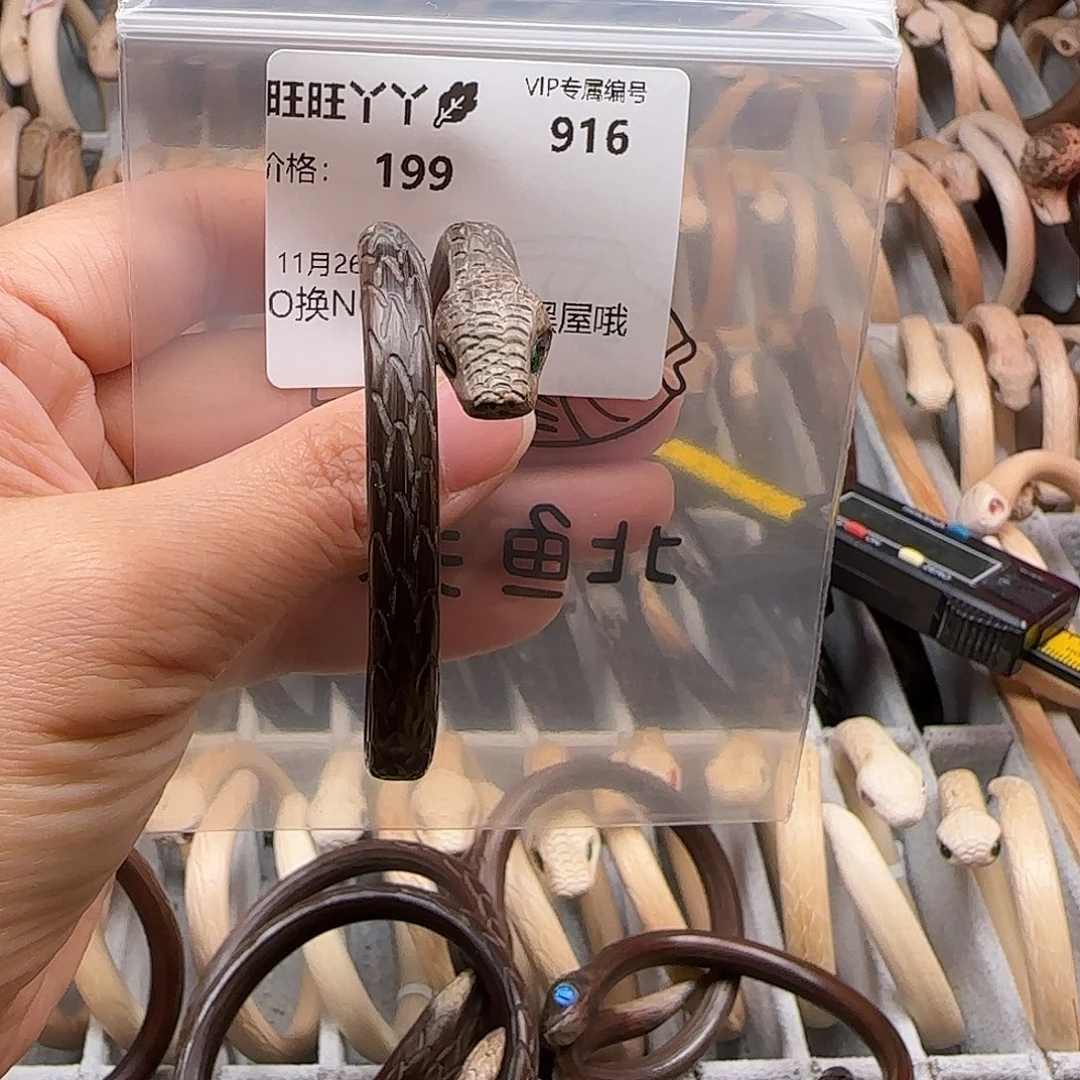 旺旺丫丫
VIP专属编号
916
价格: 199
11月26
O换N
黑屋哦
北鱼